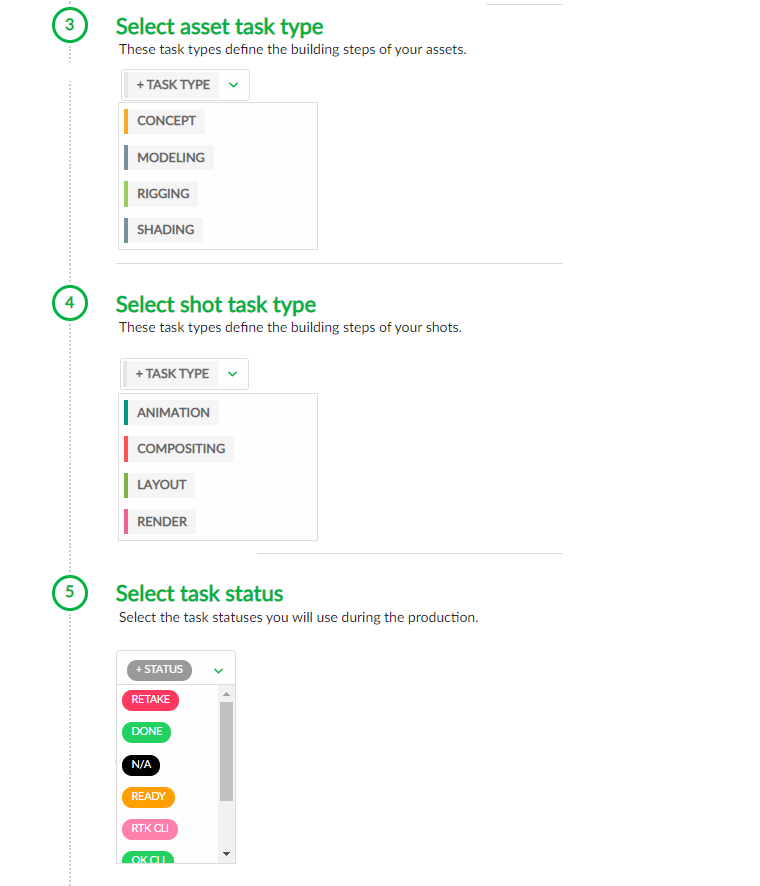 3
Select asset task type
These task types define the building steps of your assets.
+ TASK TYPE
CONCEPT
MODELING
RIGGING
SHADING
4
Select shot task type
These task types define the building steps of your shots.
+ TASK TYPE
ANIMATION
COMPOSITING
LAYOUT
RENDER
5
Select task status
Select the task statuses you will use during the production.
+ STATUS
RETAKE
DONE
N/A
READY
RTK CLI
OK CLI